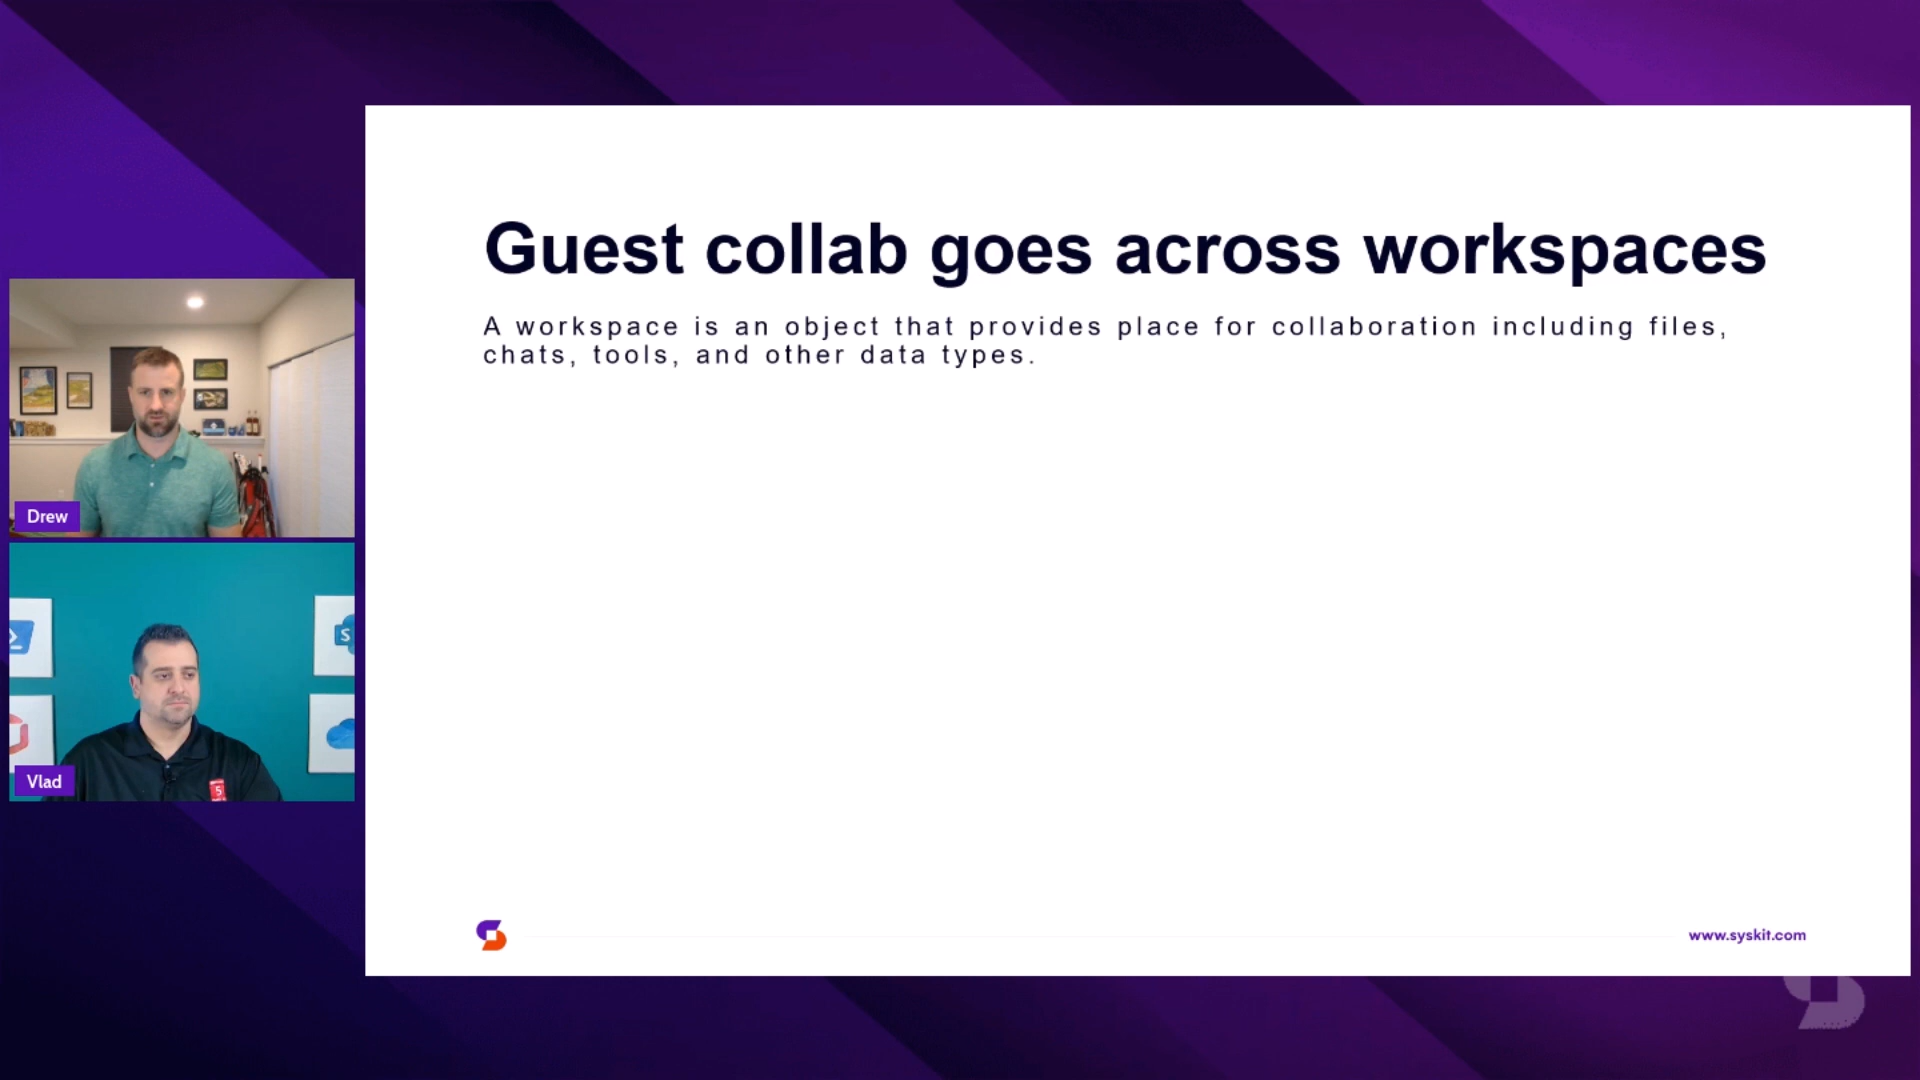 Guest collab goes across workspaces
A workspace is an object that provides place for collaboration including files,
chats, tools, and other data types.
Drew
S
Vlad
5
www.syskit.com